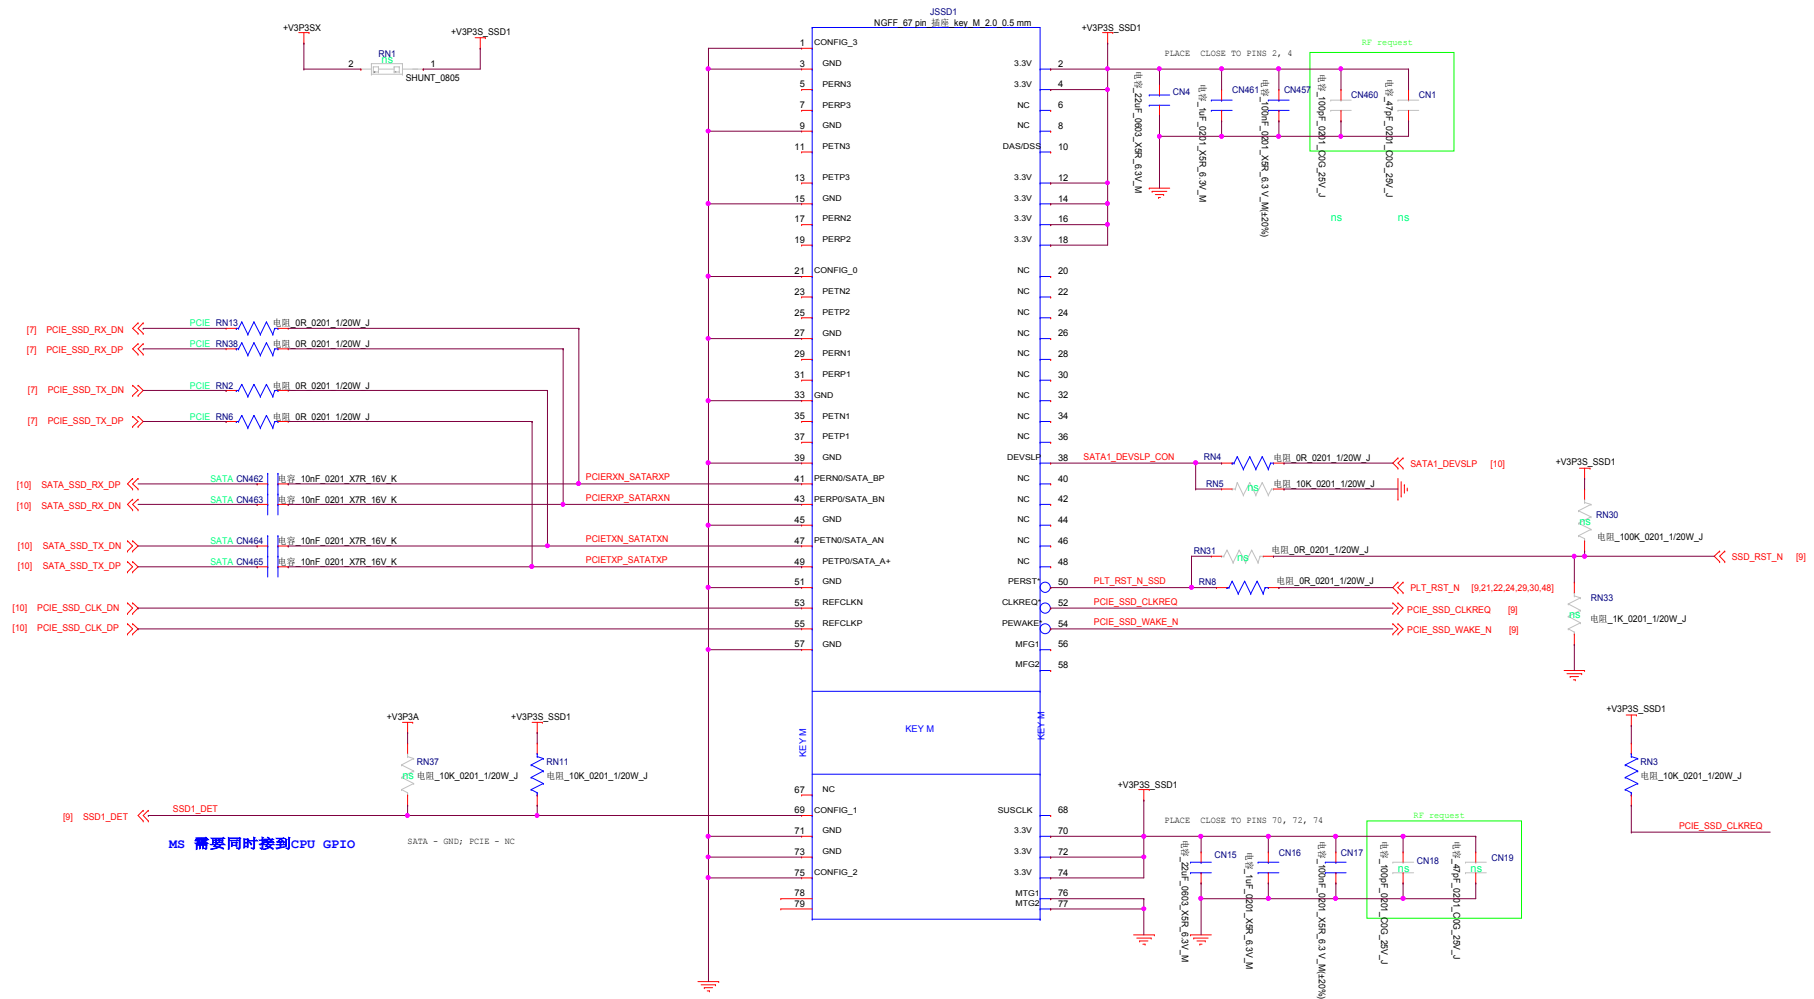 JSSD1
NGFF_67 pin_插座_key_M_2.0_0.5 mm
+V3P3SX
+V3P3S_SSD1
RN1
ns
2
1
SHUNT_0805
+V3P3S_SSD1
PLACE CLOSE TO PINS 2, 4
RF request
CN4
电容_22uF_0603_X5R_6.3V_M
CN461
电容_1uF_0201_X5R_6.3V_M
CN457
电容_100nF_0201_X5R_6.3 V_M(±20%)
CN460
电容_100pF_0201_C0G_25V_J
CN1
电容_47pF_0201_C0G_25V_J
ns
ns
1 CONFIG_3
3 GND
5 PERN3
7 PERP3
9 GND
11 PETN3
13 PETP3
15 GND
17 PERN2
19 PERP2
21 CONFIG_0
23 PETN2
25 PETP2
27 GND
29 PERN1
31 PERP1
33 GND
35 PETN1
37 PETP1
39 GND
41 PERN0/SATA_BP
43 PERP0/SATA_BN
45 GND
47 PETN0/SATA_AN
49 PETP0/SATA_A+
51 GND
53 REFCLKN
55 REFCLKP
57 GND
3.3V 2
3.3V 4
NC 6
NC 8
DAS/DSS 10
3.3V 12
3.3V 14
3.3V 16
3.3V 18
NC 20
NC 22
NC 24
NC 26
NC 28
NC 30
NC 32
NC 34
NC 36
DEVSLP 38
NC 40
NC 42
NC 44
NC 46
NC 48
PERST* 50
CLKREQ* 52
PEWAKE* 54
MFG1 56
MFG2 58
KEY M
KEY M
KEY M
67 NC
69 CONFIG_1
71 GND
73 GND
75 CONFIG_2
78
79
SUSCLK 68
3.3V 70
3.3V 72
3.3V 74
MTG1 76
MTG2 77
[7] PCIE_SSD_RX_DN PCIE RN13 电阻_0R_0201_1/20W_J
[7] PCIE_SSD_RX_DP PCIE RN38 电阻_0R_0201_1/20W_J
[7] PCIE_SSD_TX_DN PCIE RN2 电阻_0R_0201_1/20W_J
[7] PCIE_SSD_TX_DP PCIE RN6 电阻_0R_0201_1/20W_J
[10] SATA_SSD_RX_DP SATA CN462 电容_10nF_0201_X7R_16V_K PCIERXN_SATARXP
[10] SATA_SSD_RX_DN SATA CN463 电容_10nF_0201_X7R_16V_K PCIERXP_SATARXN
[10] SATA_SSD_TX_DN SATA CN464 电容_10nF_0201_X7R_16V_K PCIETXN_SATATXN
[10] SATA_SSD_TX_DP SATA CN465 电容_10nF_0201_X7R_16V_K PCIETXP_SATATXP
[10] PCIE_SSD_CLK_DN
[10] PCIE_SSD_CLK_DP
SATA1_DEVSLP_CON RN4 电阻_0R_0201_1/20W_J SATA1_DEVSLP [10]
RN5 ns 电阻_10K_0201_1/20W_J
+V3P3S_SSD1
RN30
ns
电阻_100K_0201_1/20W_J
RN31 ns 电阻_0R_0201_1/20W_J SSD_RST_N [9]
PLT_RST_N_SSD RN8 电阻_0R_0201_1/20W_J PLT_RST_N [9,21,22,24,29,30,48]
PCIE_SSD_CLKREQ PCIE_SSD_CLKREQ [9]
PCIE_SSD_WAKE_N PCIE_SSD_WAKE_N [9]
RN33
ns
电阻_1K_0201_1/20W_J
+V3P3A
+V3P3S_SSD1
RN37
ns 电阻_10K_0201_1/20W_J
RN11
电阻_10K_0201_1/20W_J
[9] SSD1_DET SSD1_DET
MS 需要同时接到CPU GPIO
SATA - GND; PCIE - NC
+V3P3S_SSD1
PLACE CLOSE TO PINS 70, 72, 74
RF request
CN15
电容_22uF_0603_X5R_6.3V_M
CN16
电容_1uF_0201_X5R_6.3V_M
CN17
电容_100nF_0201_X5R_6.3 V_M(±20%)
CN18
ns
电容_100pF_0201_C0G_25V_J
CN19
ns
电容_47pF_0201_C0G_25V_J
+V3P3S_SSD1
RN3
电阻_10K_0201_1/20W_J
PCIE_SSD_CLKREQ